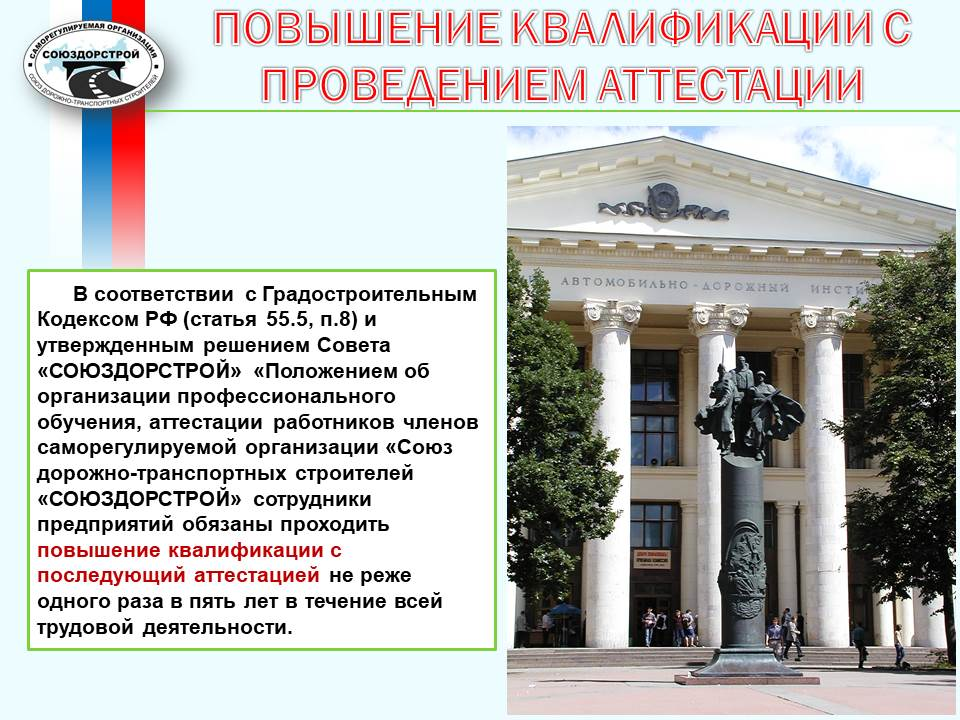 САМОРЕГУЛИРУЕМАЯ ОРГАНИЗАЦИЯ
СОЮЗДОРСТРОЙ
СОЮЗ ДОРОЖНО-ТРАНСПОРТНЫХ СТРОИТЕЛЕЙ
ПОВЫШЕНИЕ КВАЛИФИКАЦИИ С
ПРОВЕДЕНИЕМ АТТЕСТАЦИИ
АВТОМОБИЛЬНО-ДОРОЖНЫЙ ИНСТИ
В соответствии с Градостроительным
Кодексом РФ (статья 55.5, п.8) и
утвержденным решением Совета
«СОЮЗДОРСТРОЙ» «Положением об
организации профессионального
обучения, аттестации работников членов
саморегулируемой организации «Союз
дорожно-транспортных строителей
«СОЮЗДОРСТРОЙ» сотрудники
предприятий обязаны проходить
повышение квалификации с
последующий аттестацией не реже
одного раза в пять лет в течение всей
трудовой деятельности.